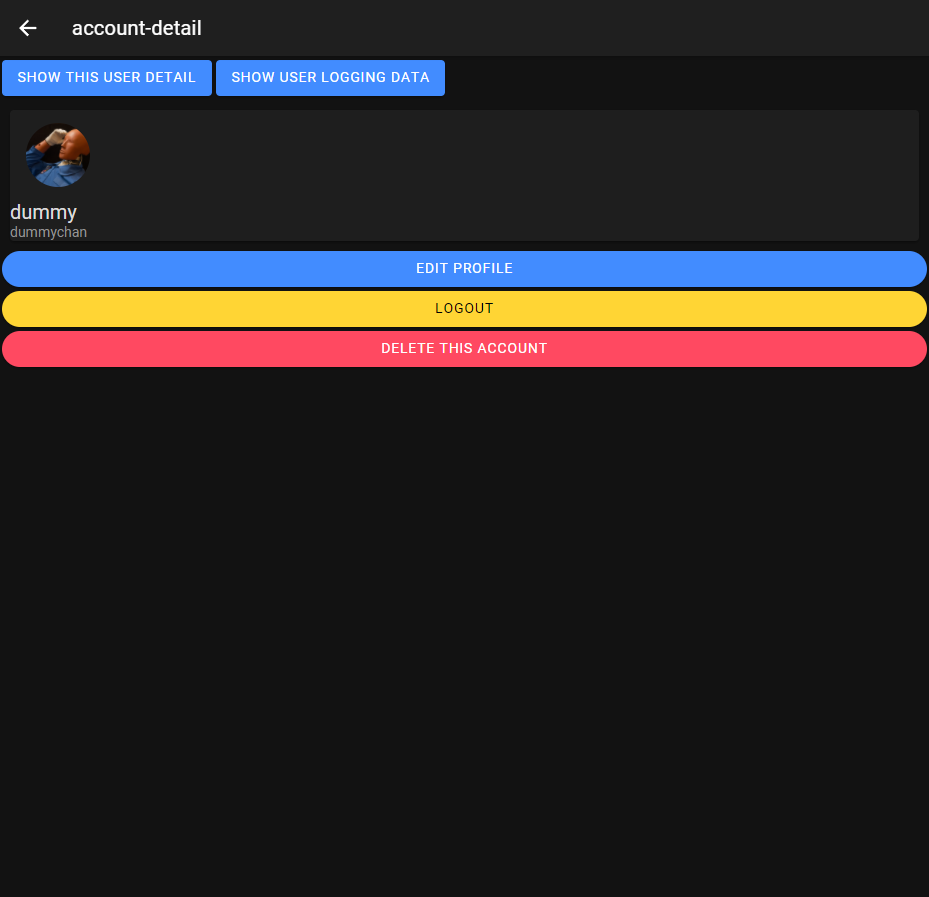 account-detail
SHOW THIS USER DETAIL SHOW USER LOGGING DATA
dummy
dummychan
EDIT PROFILE
LOGOUT
DELETE THIS ACCOUNT